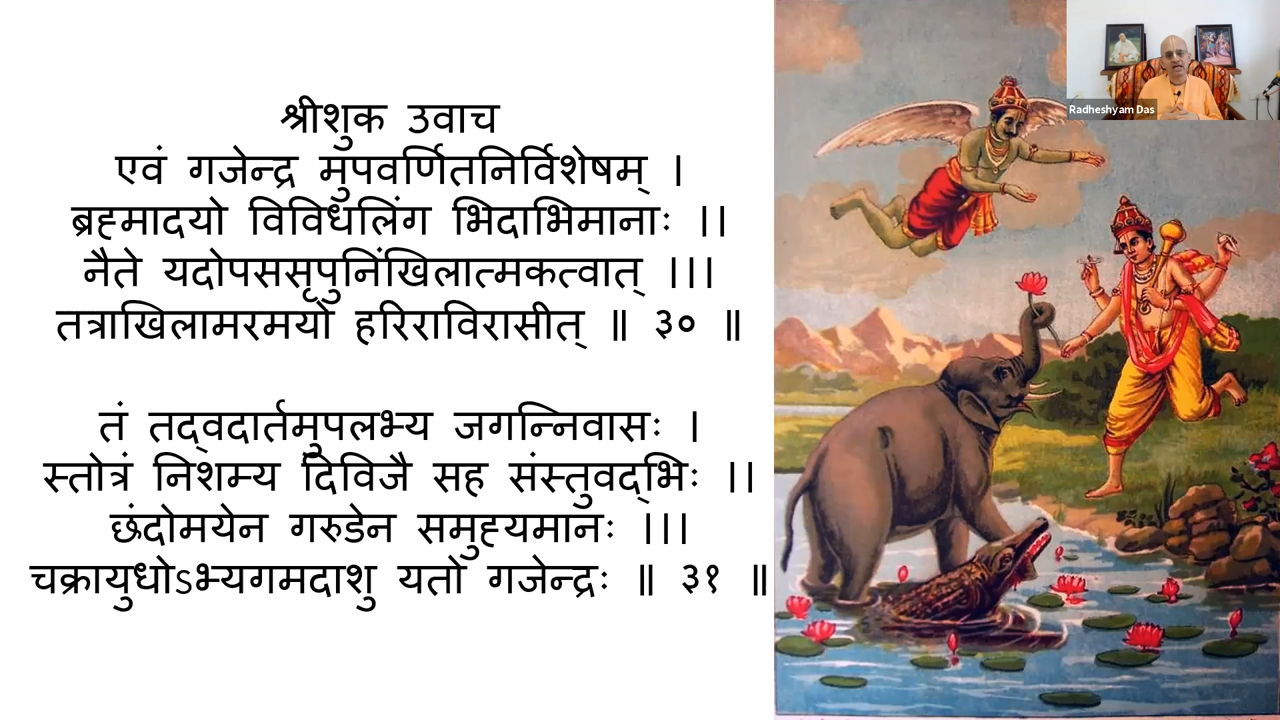 श्रीशुक उवाच
एवं गजेन्द्र मुपवर्णितनिर्विशेषम् ।
ब्रह्मादयो विविधलिंग भिदाभिमानाः ।।
नैते यदोपससृपुनिंखिलात्मकत्वात् ।।।
तत्राखिलामरमयो हरिराविरासीत् ॥ ३० ॥
तं तद्वदार्तमुपलभ्य जगन्निवासः ।
स्तोत्रं निशम्य दिविजै सह संस्तुवद्भिः ।।
छंदोमयेन गरुडेन समुह्यमानः ।।।
चक्रायुधोऽभ्यगमदाशु यतो गजेन्द्रः ॥ ३१ ॥
Radheshyam Das